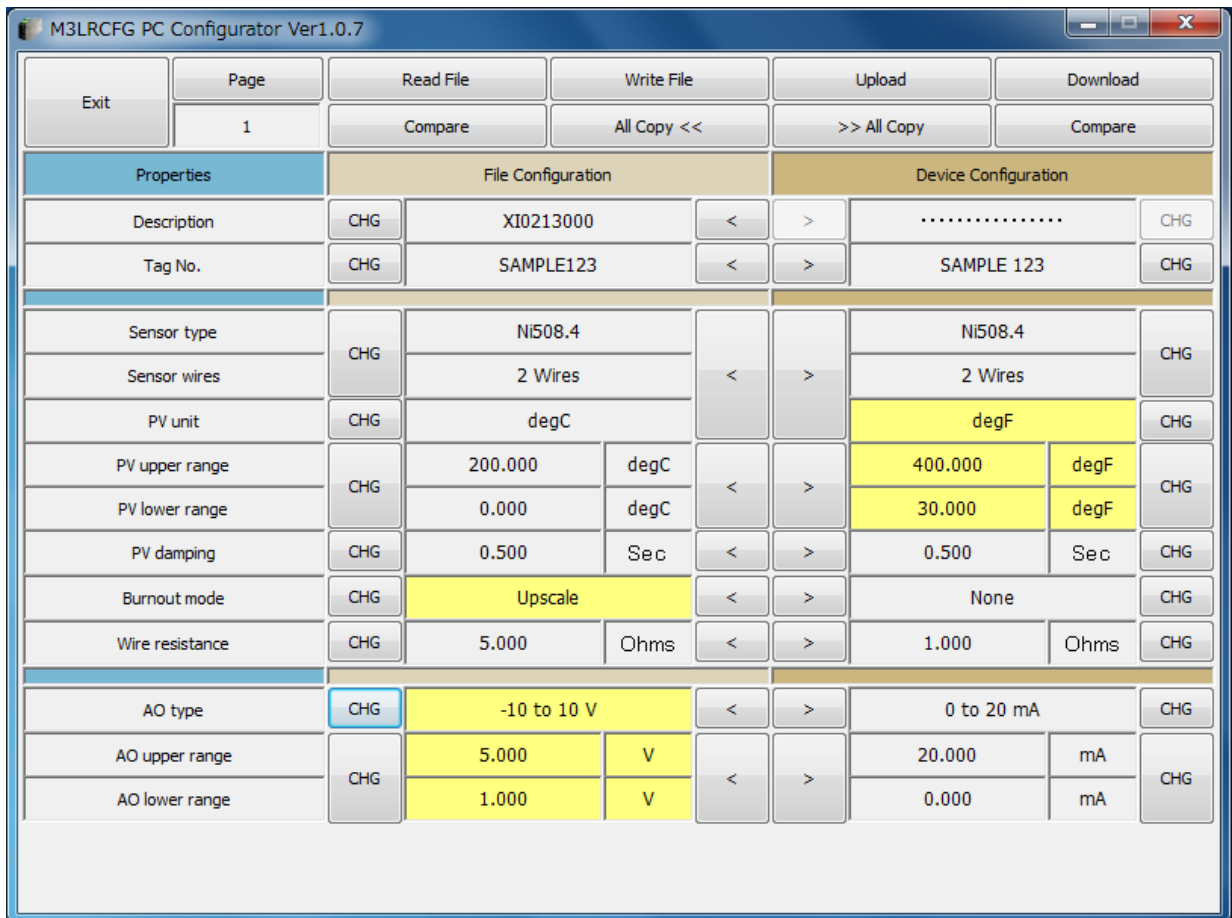 M3LRCFG PC Configurator Ver1.0.7
Exit Page Read File Write File Upload Download
1 Compare All Copy << >> All Copy Compare
Properties File Configuration Device Configuration
Description CHG XI0213000 < > ················ CHG
Tag No. CHG SAMPLE123 < > SAMPLE 123 CHG
Sensor type CHG Ni508.4 < > Ni508.4 CHG
Sensor wires 2 Wires 2 Wires
PV unit CHG degC degF CHG
PV upper range CHG 200.000 degC < > 400.000 degF CHG
PV lower range 0.000 degC 30.000 degF
PV damping CHG 0.500 Sec < > 0.500 Sec CHG
Burnout mode CHG Upscale < > None CHG
Wire resistance CHG 5.000 Ohms < > 1.000 Ohms CHG
AO type CHG -10 to 10 V < > 0 to 20 mA CHG
AO upper range CHG 5.000 V < > 20.000 mA CHG
AO lower range 1.000 V 0.000 mA